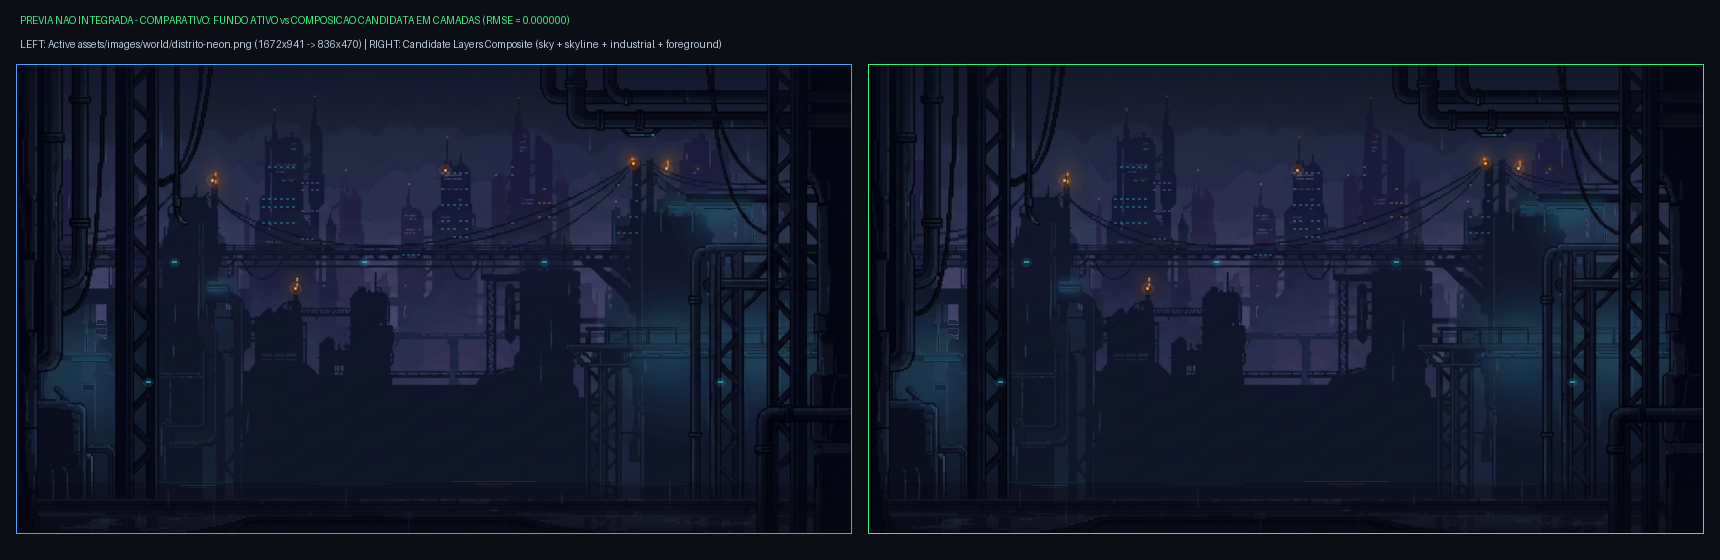 PREVIA NAO INTEGRADA - COMPARATIVO: FUNDO ATIVO vs COMPOSICAO CANDIDATA EM CAMADAS (RMSE = 0.000000)
LEFT: Active assets/images/world/distrito-neon.png (1672x941 -> 836x470) | RIGHT: Candidate Layers Composite (sky + skyline + industrial + foreground)